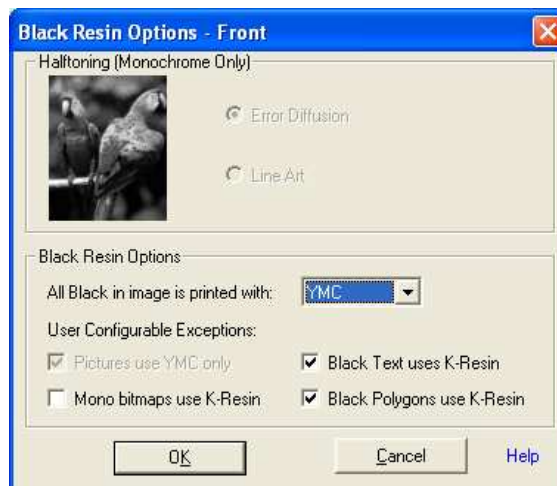 Black Resin Options - Front
Halftoning (Monochrome Only)
Error Diffusion
Line Art
Black Resin Options
All Black in image is printed with: YMC
User Configurable Exceptions:
Pictures use YMC only Black Text uses K-Resin
Mono bitmaps use K-Resin Black Polygons use K-Resin
OK Cancel Help